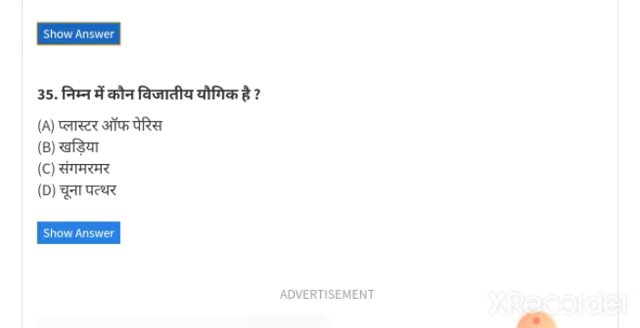 Show Answer
35. निम्न में कौन विजातीय यौगिक है ?
(A) प्लास्टर ऑफ पेरिस
(B) खड़िया
(C) संगमरमर
(D) चूना पत्थर
Show Answer
ADVERTISEMENT
XRecorder